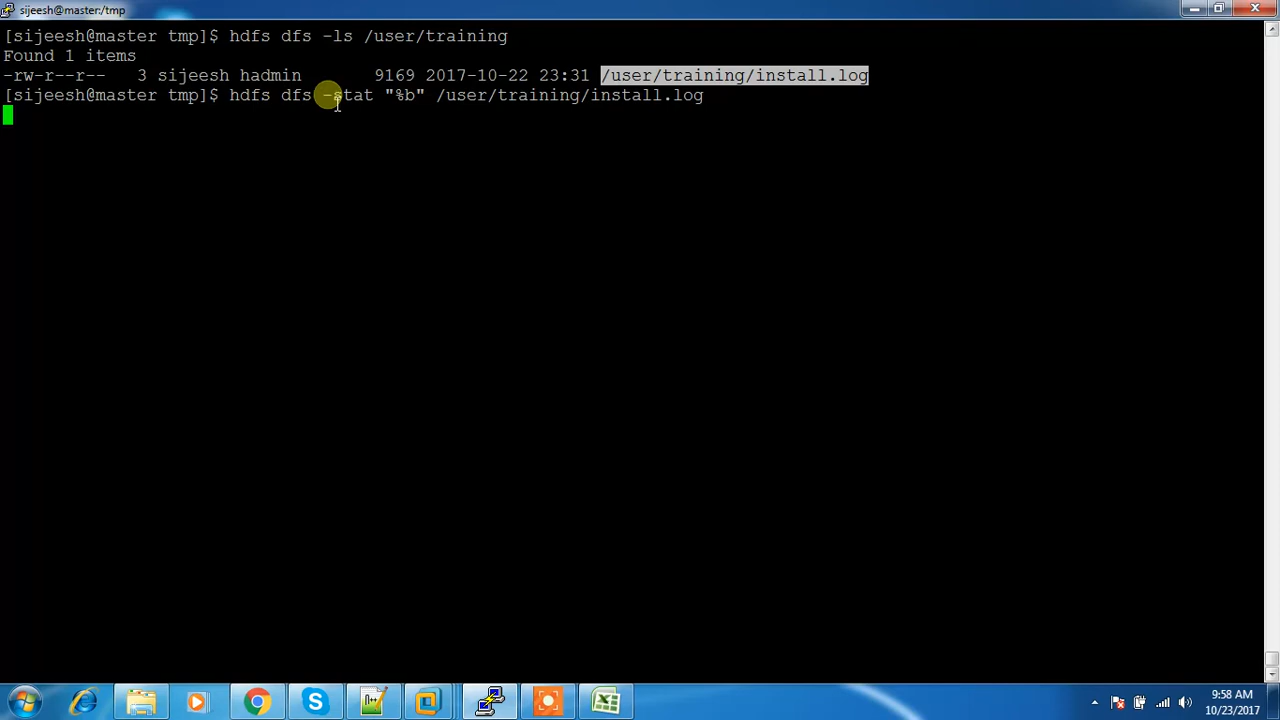 sijeesh@master:/tmp
[sijeesh@master tmp]$ hdfs dfs -ls /user/training
Found 1 items
-rw-r--r--   3 sijeesh hadmin       9169 2017-10-22 23:31 /user/training/install.log
[sijeesh@master tmp]$ hdfs dfs -stat "%b" /user/training/install.log
9:58 AM
10/23/2017